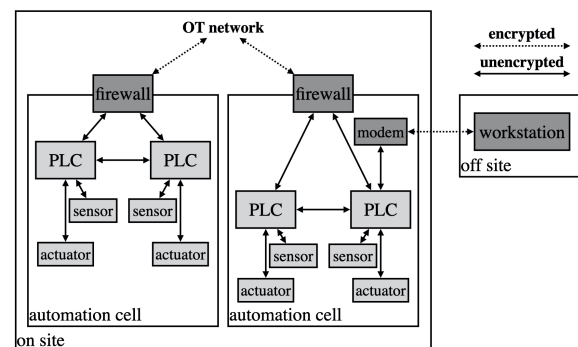 OT network
encrypted
unencrypted
firewall
firewall
modem
workstation
off site
PLC
PLC
sensor
sensor
actuator
actuator
automation cell
PLC
PLC
sensor
sensor
actuator
actuator
automation cell
on site